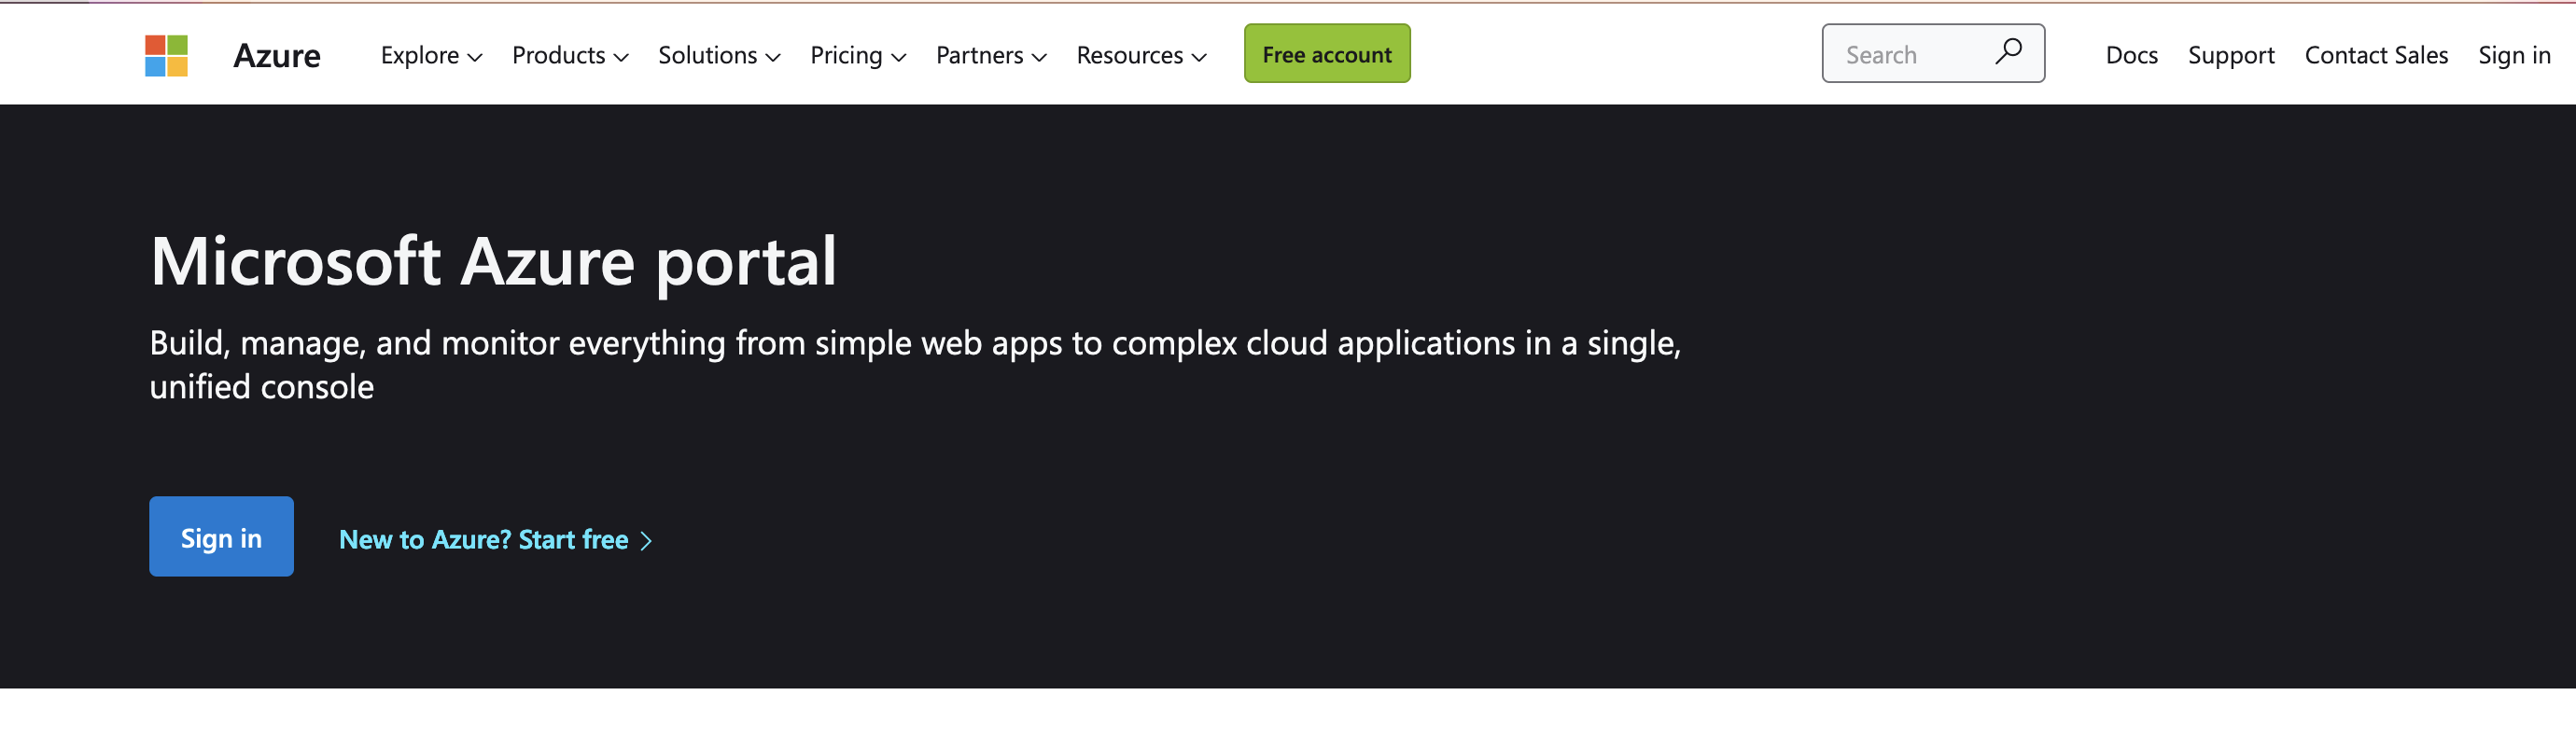 Azure Explore Products Solutions Pricing Partners Resources Free account Search Docs Support Contact Sales Sign in
Microsoft Azure portal
Build, manage, and monitor everything from simple web apps to complex cloud applications in a single,
unified console
Sign in New to Azure? Start free